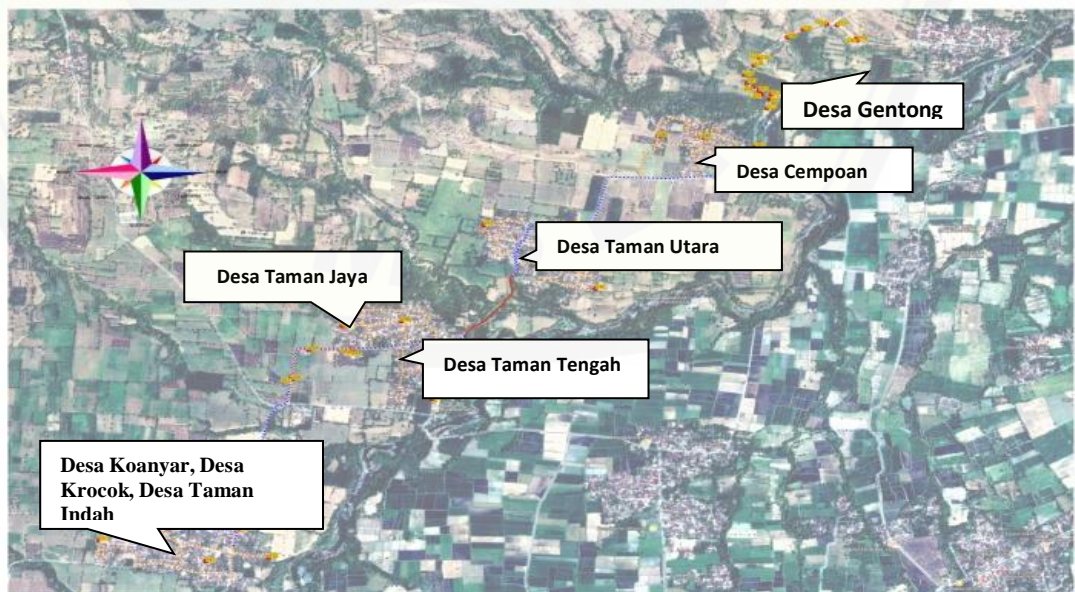 Desa Gentong
Desa Cempoan
Desa Taman Utara
Desa Taman Jaya
Desa Taman Tengah
Desa Koanyar, Desa
Krocok, Desa Taman
Indah